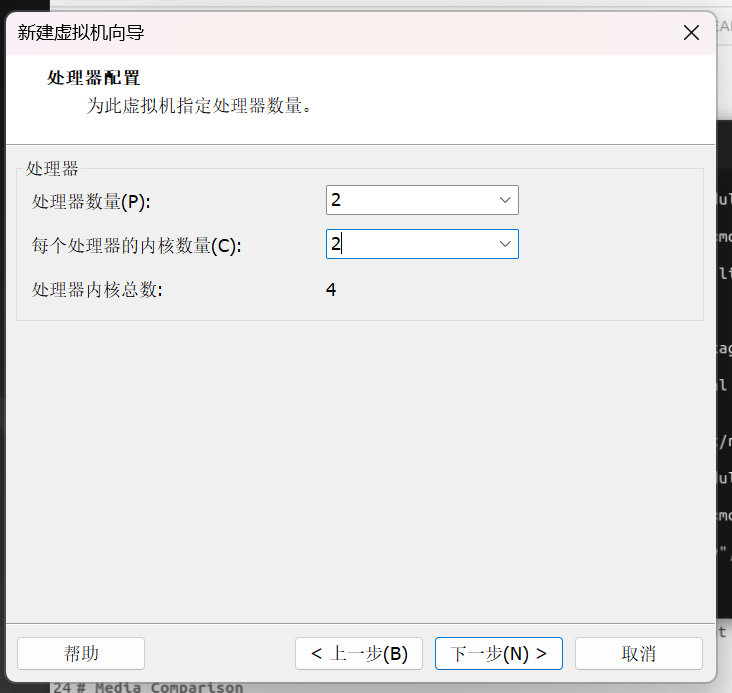 新建虚拟机向导
处理器配置
为此虚拟机指定处理器数量。
处理器
处理器数量(P):
2
每个处理器的内核数量(C):
2
处理器内核总数:
4
帮助
< 上一步(B)
下一步(N) >
取消
24 # Media Comparison